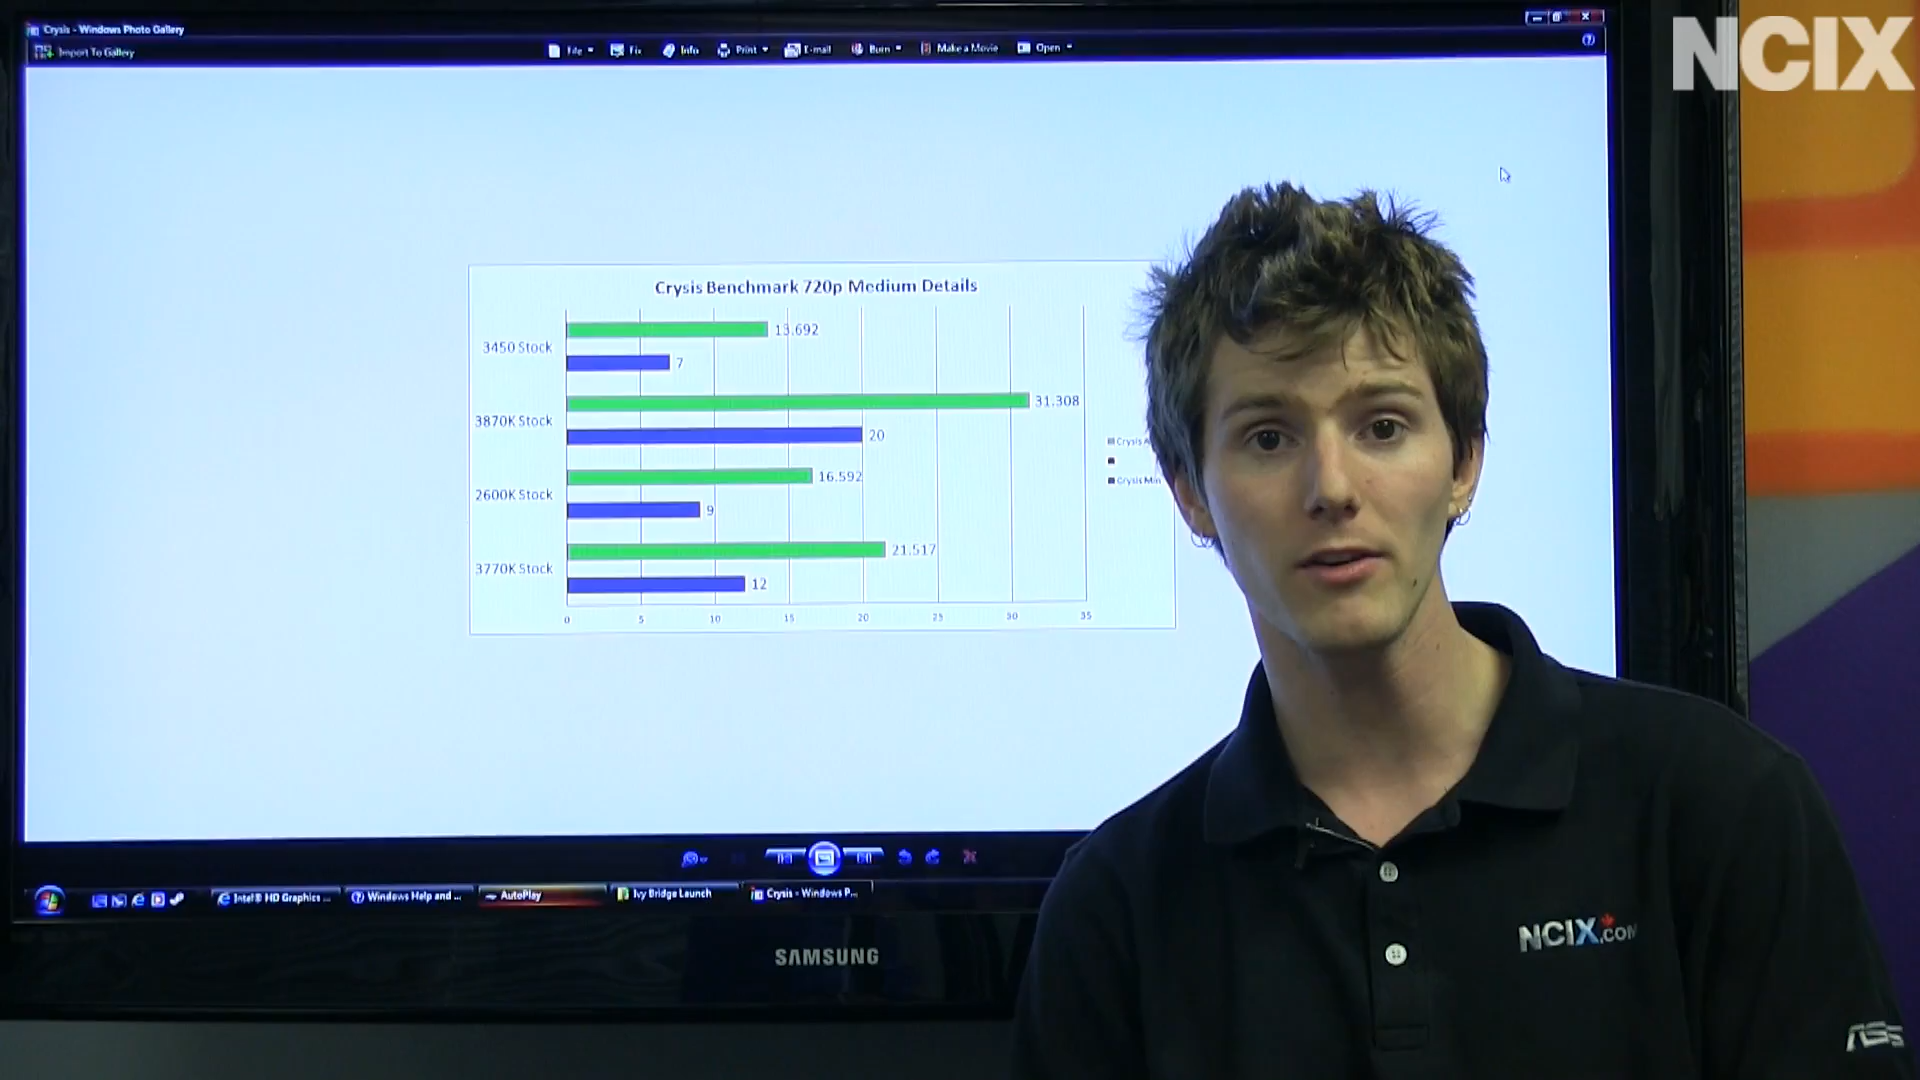 Crysis - Windows Photo Gallery
NCIX
Import To Gallery
File Fix Info Print E-mail Burn Make a Movie Open
Crysis Benchmark 720p Medium Details
3450 Stock
13.692
7
3870K Stock
31.308
20
2600K Stock
16.592
9
3770K Stock
21.517
12
0 5 10 15 20 25 30 35
Crysis
Crysis Min
Intel® HD Graphics ...
Windows Help and ...
AutoPlay
Ivy Bridge Launch
Crysis - Windows P...
SAMSUNG
NCIX.COM